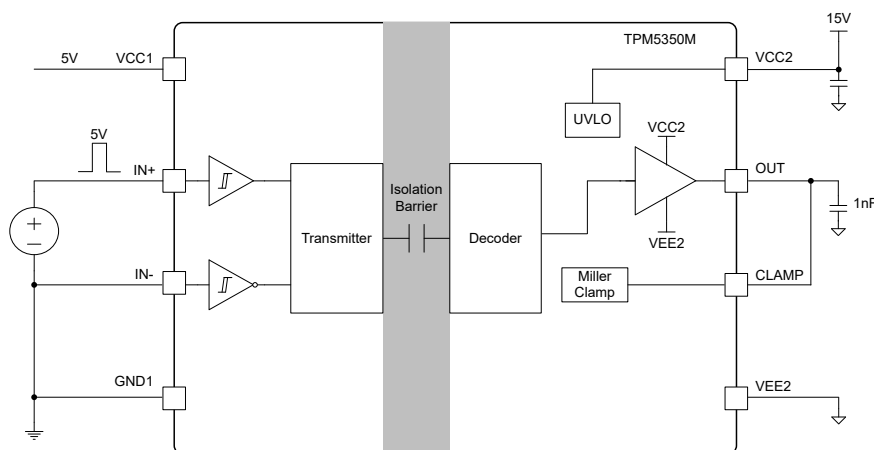 15V
TPM5350M
5V
VCC1
VCC2
UVLO
5V
VCC2
IN+
OUT
Isolation
Barrier
1nF
+
−
Transmitter
Decoder
VEE2
IN-
Miller
Clamp
CLAMP
GND1
VEE2